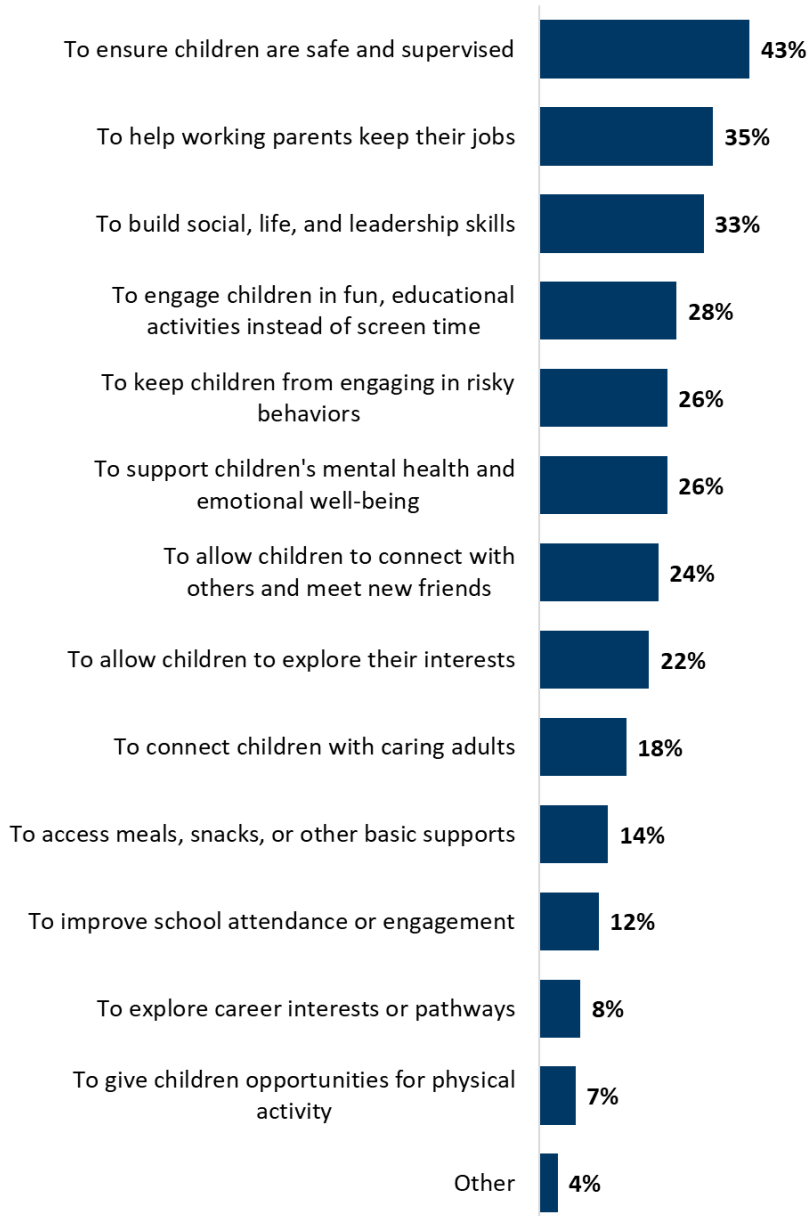 To ensure children are safe and supervised 43%
To help working parents keep their jobs 35%
To build social, life, and leadership skills 33%
To engage children in fun, educational
activities instead of screen time 28%
To keep children from engaging in risky
behaviors 26%
To support children's mental health and
emotional well-being 26%
To allow children to connect with
others and meet new friends 24%
To allow children to explore their interests 22%
To connect children with caring adults 18%
To access meals, snacks, or other basic supports 14%
To improve school attendance or engagement 12%
To explore career interests or pathways 8%
To give children opportunities for physical
activity 7%
Other 4%